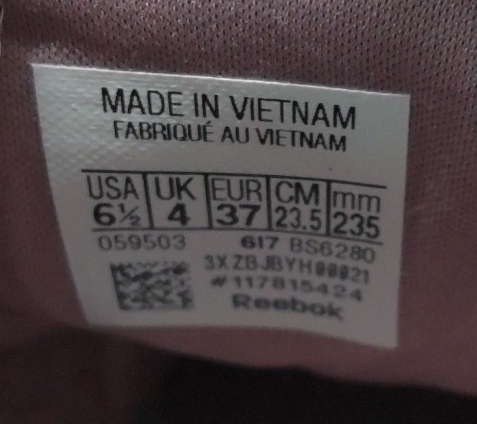 MADE IN VIETNAM
FABRIQUÉ AU VIETNAM
USA UK EUR CM mm
6½ 4 37 23.5 235
059503 617 BS6280
3XZBJBYH00021
#117815424
Reebok